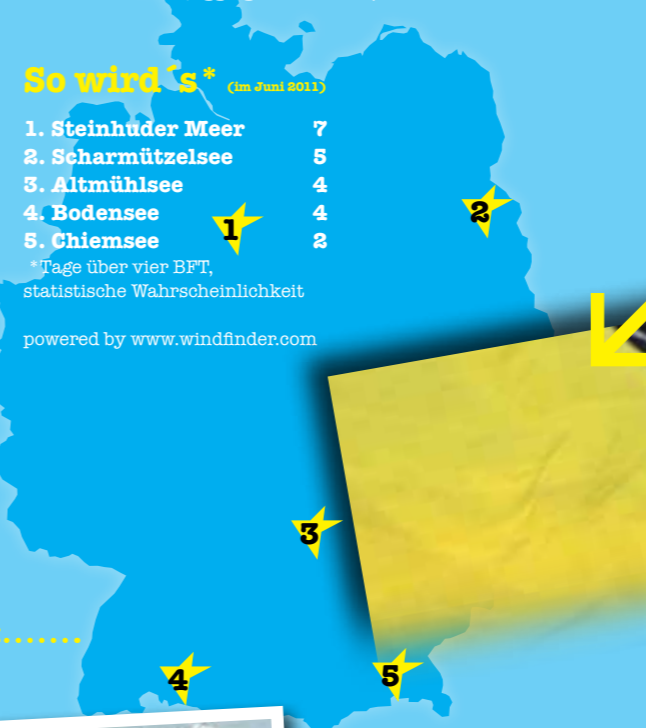 So wird´s* (im Juni 2011)
1. Steinhuder Meer 7
2. Scharmützelsee 5
3. Altmühlsee 4
4. Bodensee 4
5. Chiemsee 2
*Tage über vier BFT,
statistische Wahrscheinlichkeit
powered by www.windfinder.com
1
2
3
4
5